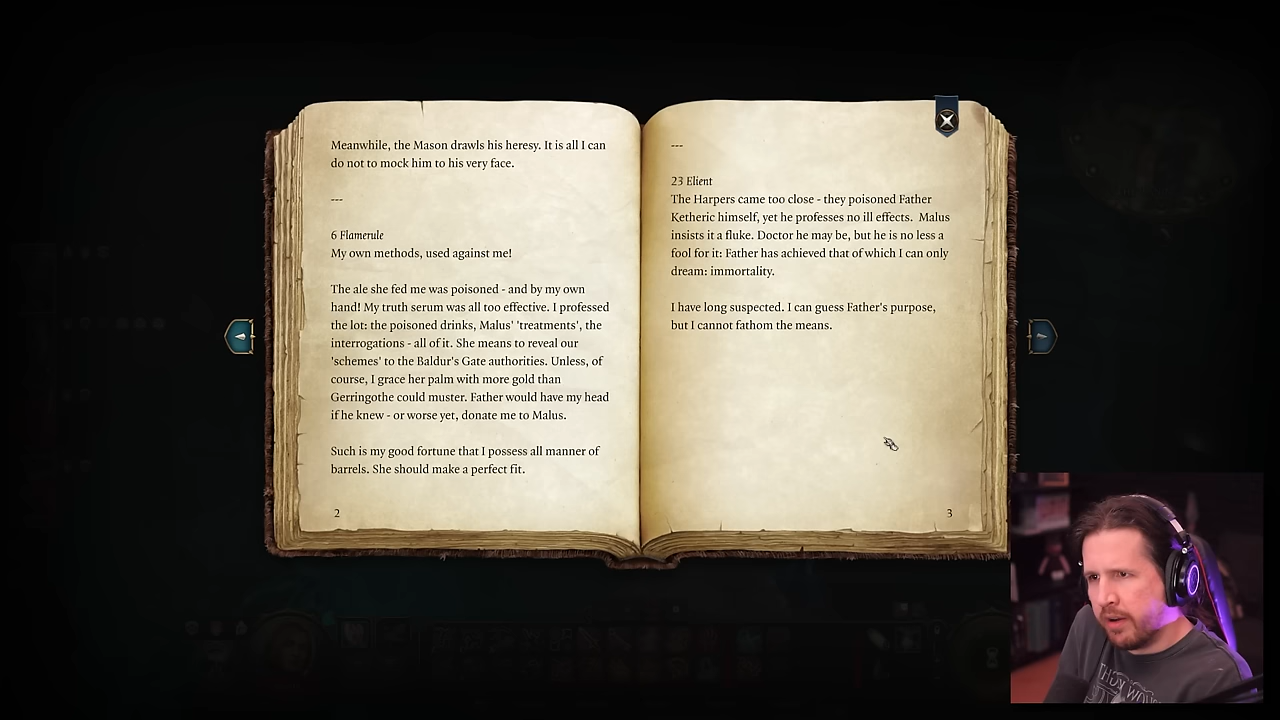 Meanwhile, the Mason drawls his heresy. It is all I can
do not to mock him to his very face.
---
6 Flamerule
My own methods, used against me!
The ale she fed me was poisoned - and by my own
hand! My truth serum was all too effective. I professed
the lot: the poisoned drinks, Malus' 'treatments', the
interrogations - all of it. She means to reveal our
'schemes' to the Baldur's Gate authorities. Unless, of
course, I grace her palm with more gold than
Gerringothe could muster. Father would have my head
if he knew - or worse yet, donate me to Malus.
Such is my good fortune that I possess all manner of
barrels. She should make a perfect fit.
2
---
23 Elient
The Harpers came too close - they poisoned Father
Ketheric himself, yet he professes no ill effects. Malus
insists it a fluke. Doctor he may be, but he is no less a
fool for it: Father has achieved that of which I can only
dream: immortality.
I have long suspected. I can guess Father's purpose,
but I cannot fathom the means.
3